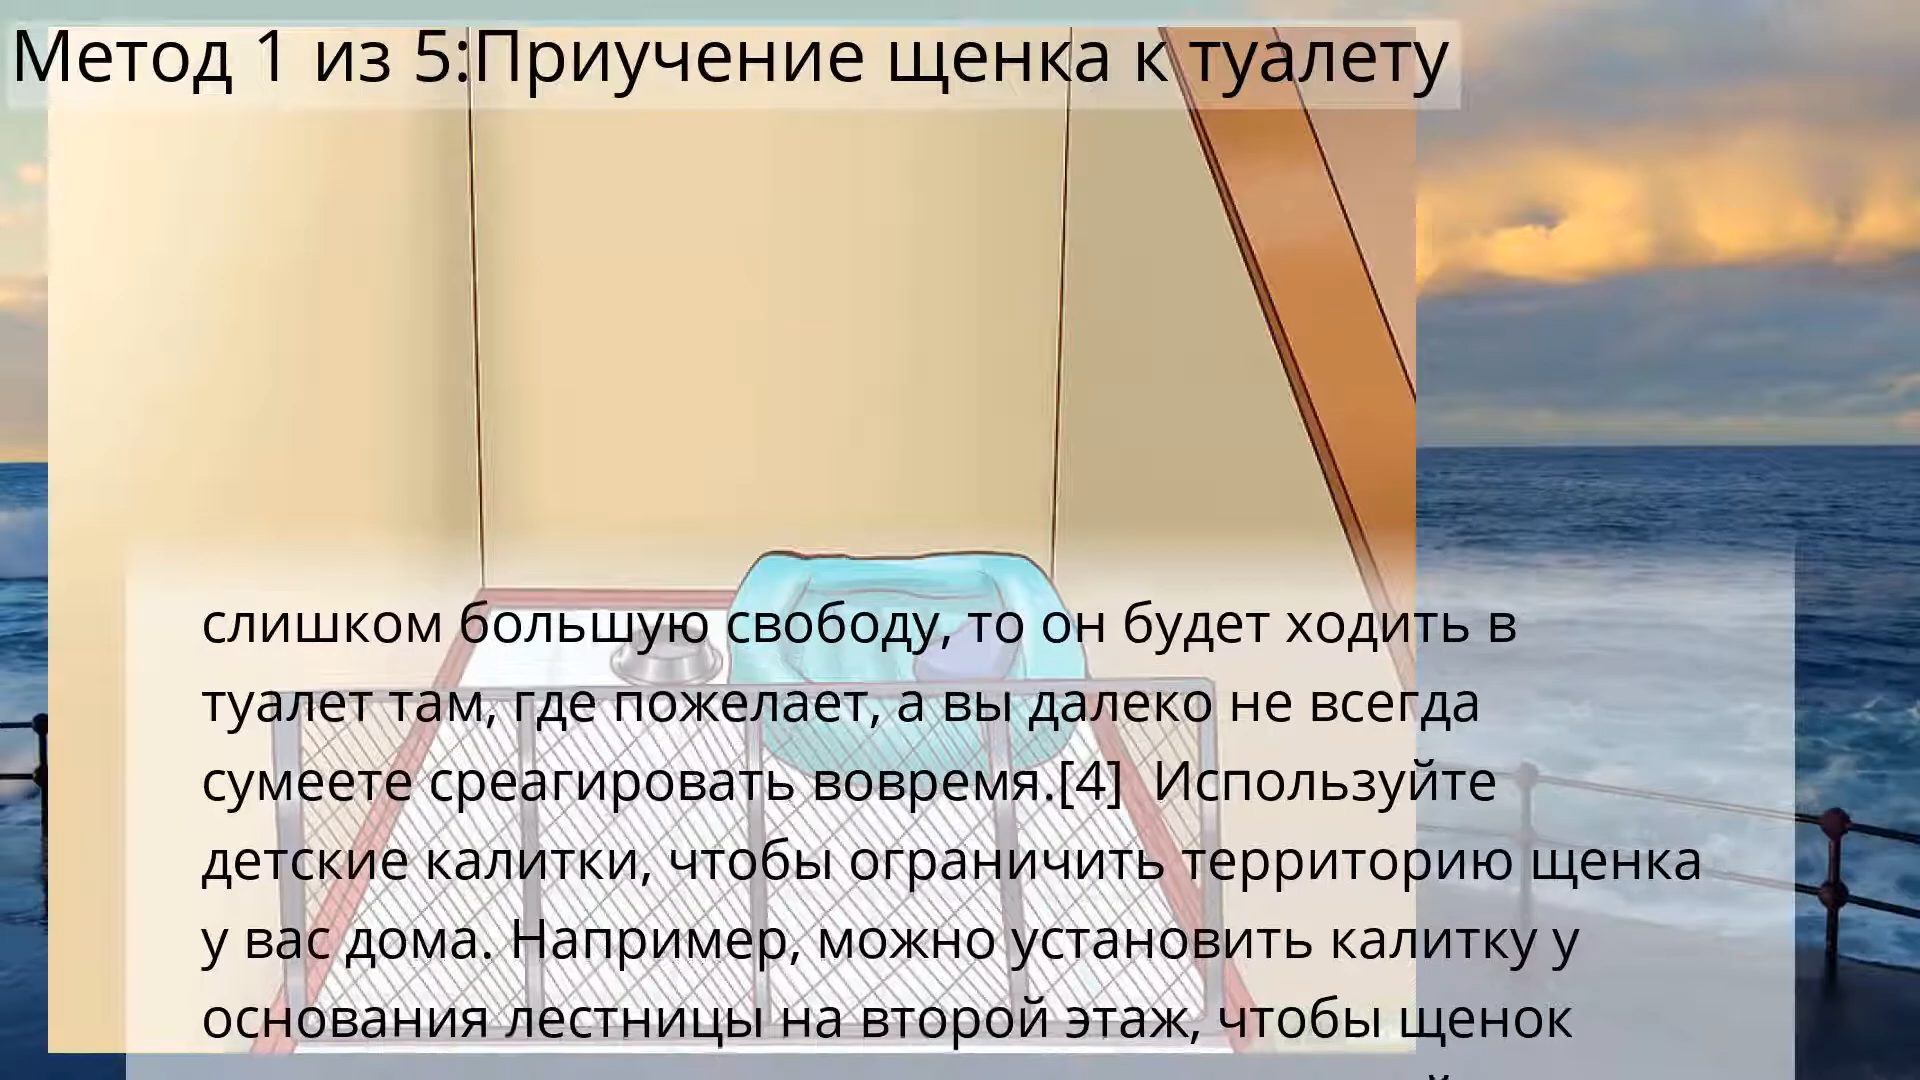 Метод 1 из 5:Приучение щенка к туалету
слишком большую свободу, то он будет ходить в
туалет там, где пожелает, а вы далеко не всегда
сумеете среагировать вовремя.[4]  Используйте
детские калитки, чтобы ограничить территорию щенка
у вас дома. Например, можно установить калитку у
основания лестницы на второй этаж, чтобы щенок